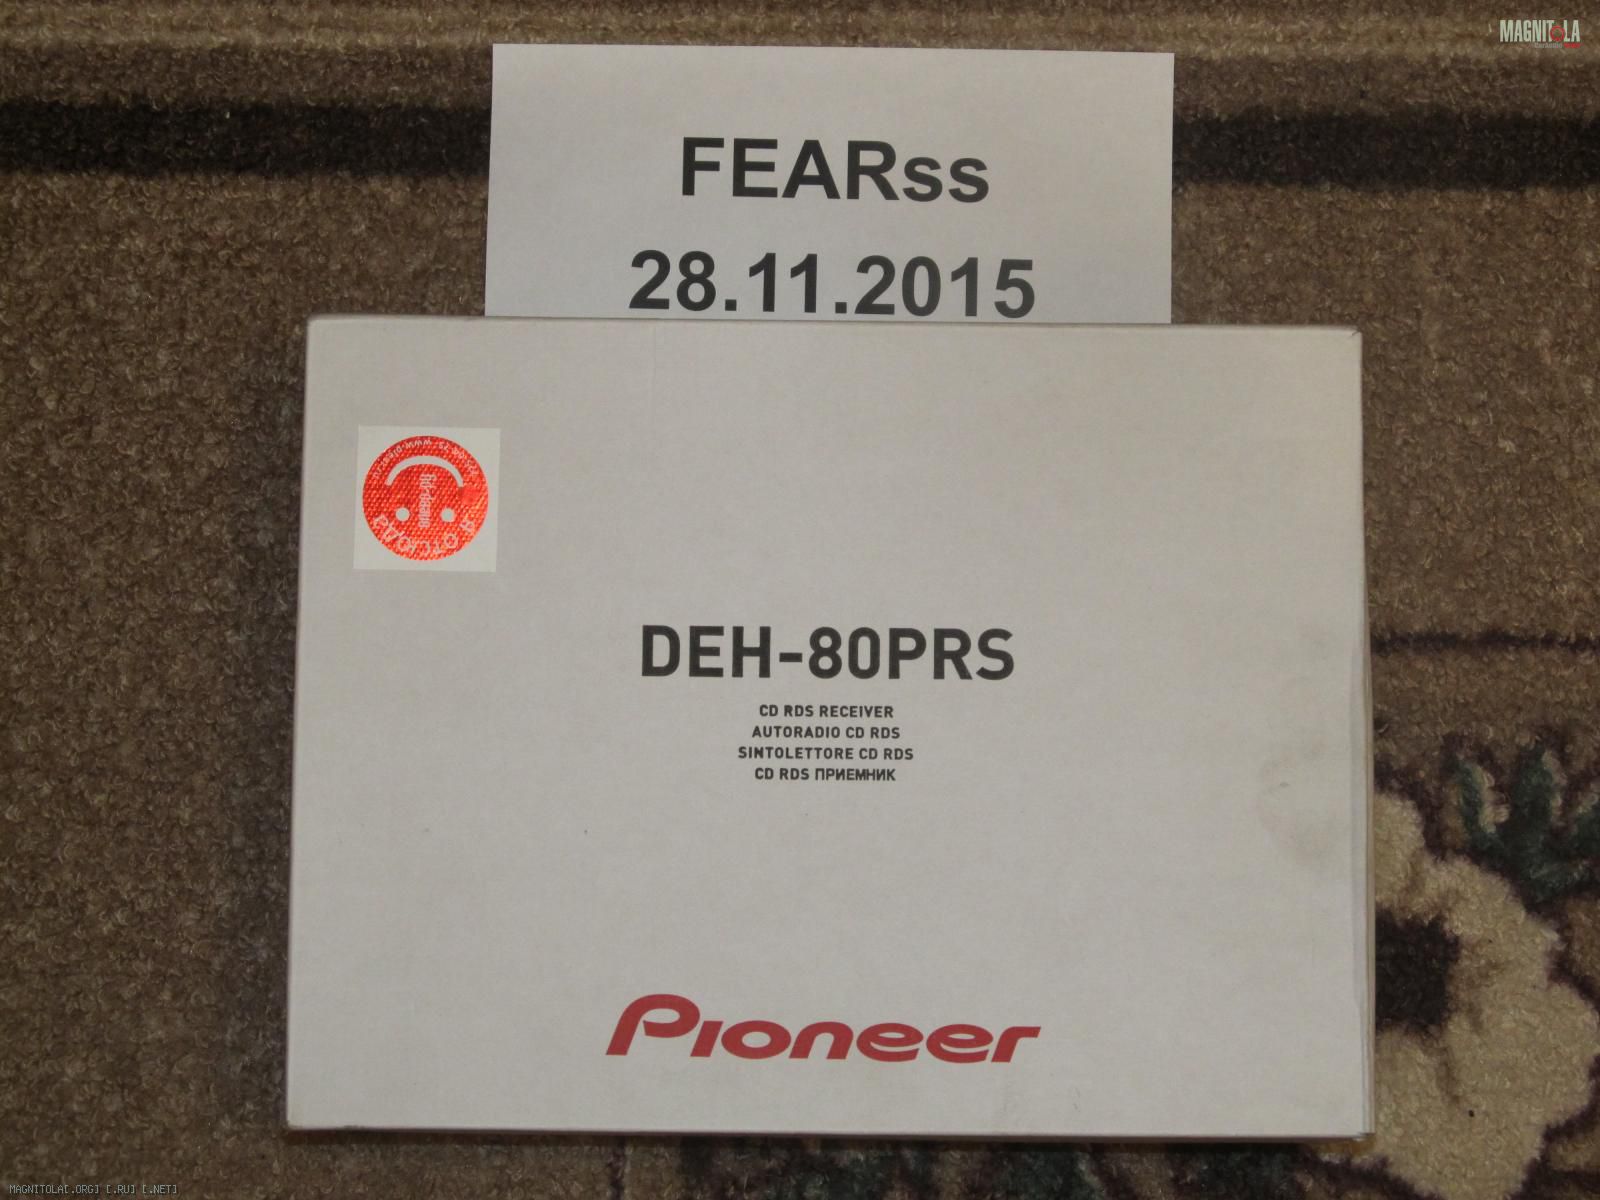 MAGNITOLA
FEARss
28.11.2015
DEH-80PRS
CD RDS RECEIVER
AUTORADIO CD RDS
SINTOLETTORE CD RDS
CD RDS ПРИЕМНИК
Pioneer
MAGNITOLA[.ORG] [.RU] [.NET]